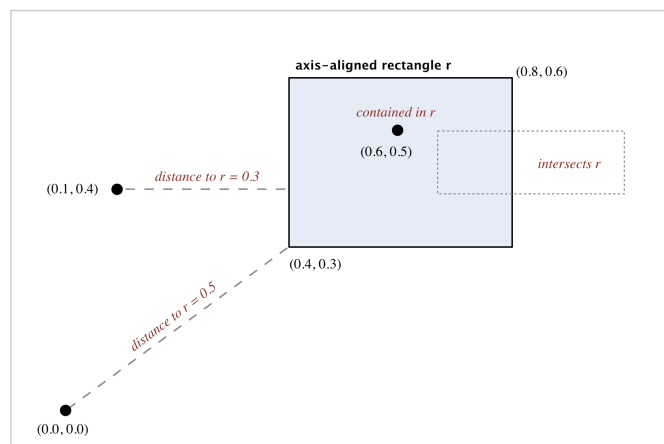 axis-aligned rectangle r
(0.8, 0.6)
contained in r
(0.6, 0.5)
intersects r
distance to r = 0.3
(0.1, 0.4)
(0.4, 0.3)
distance to r = 0.5
(0.0, 0.0)